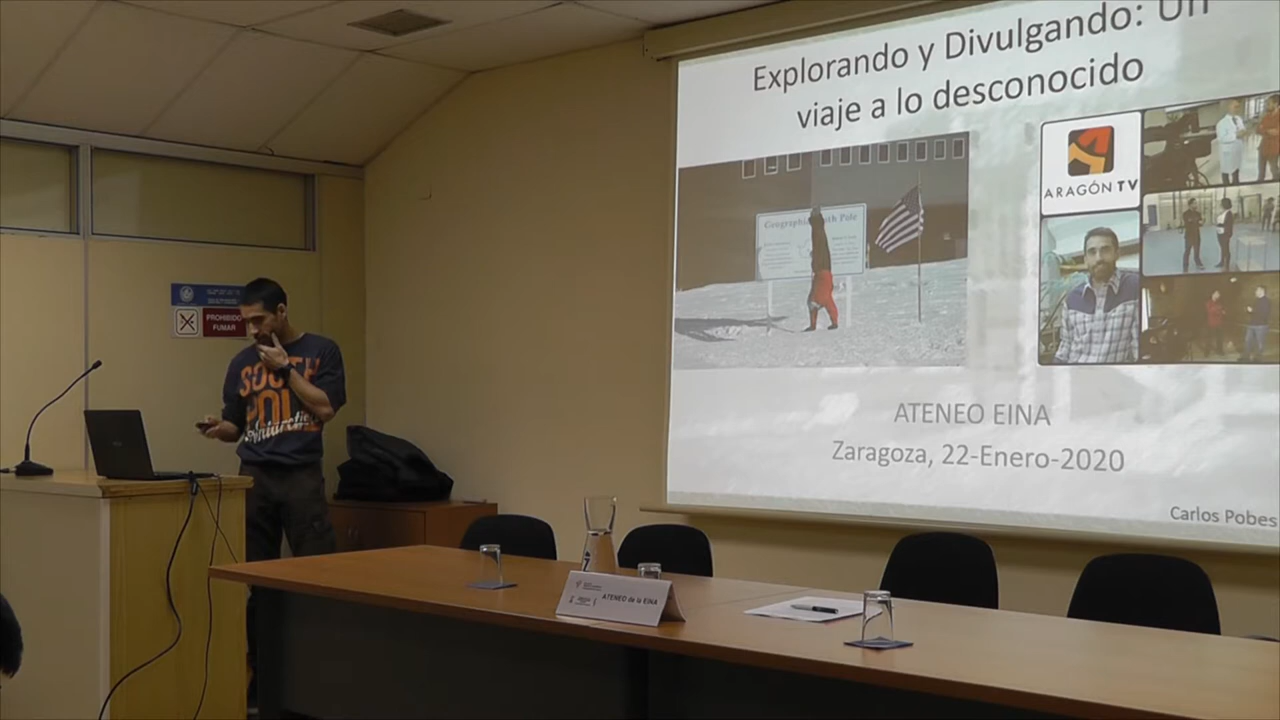 Explorando y Divulgando: Un
viaje a lo desconocido
ARAGÓN TV
Geographic South Pole
ATENEO EINA
Zaragoza, 22-Enero-2020
Carlos Pobes
PROHIBIDO
FUMAR
SOUTH
POLE
Antarctica
ATENEO de la EINA